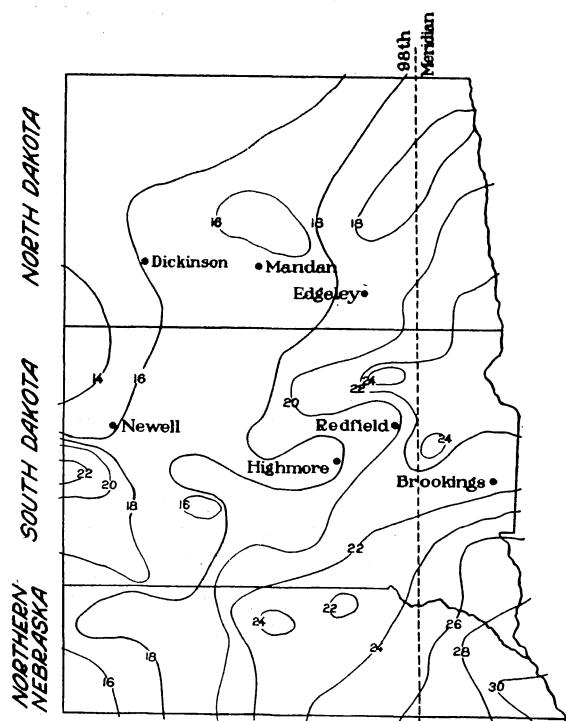 98th
Meridian
NORTH DAKOTA
16
18
18
Dickinson
Mandan
Edgeley
14
16
24
22
20
Newell
Redfield
24
Highmore
22
20
Brookings
18
16
22
SOUTH DAKOTA
NORTHERN
NEBRASKA
22
24
26
24
18
28
16
30